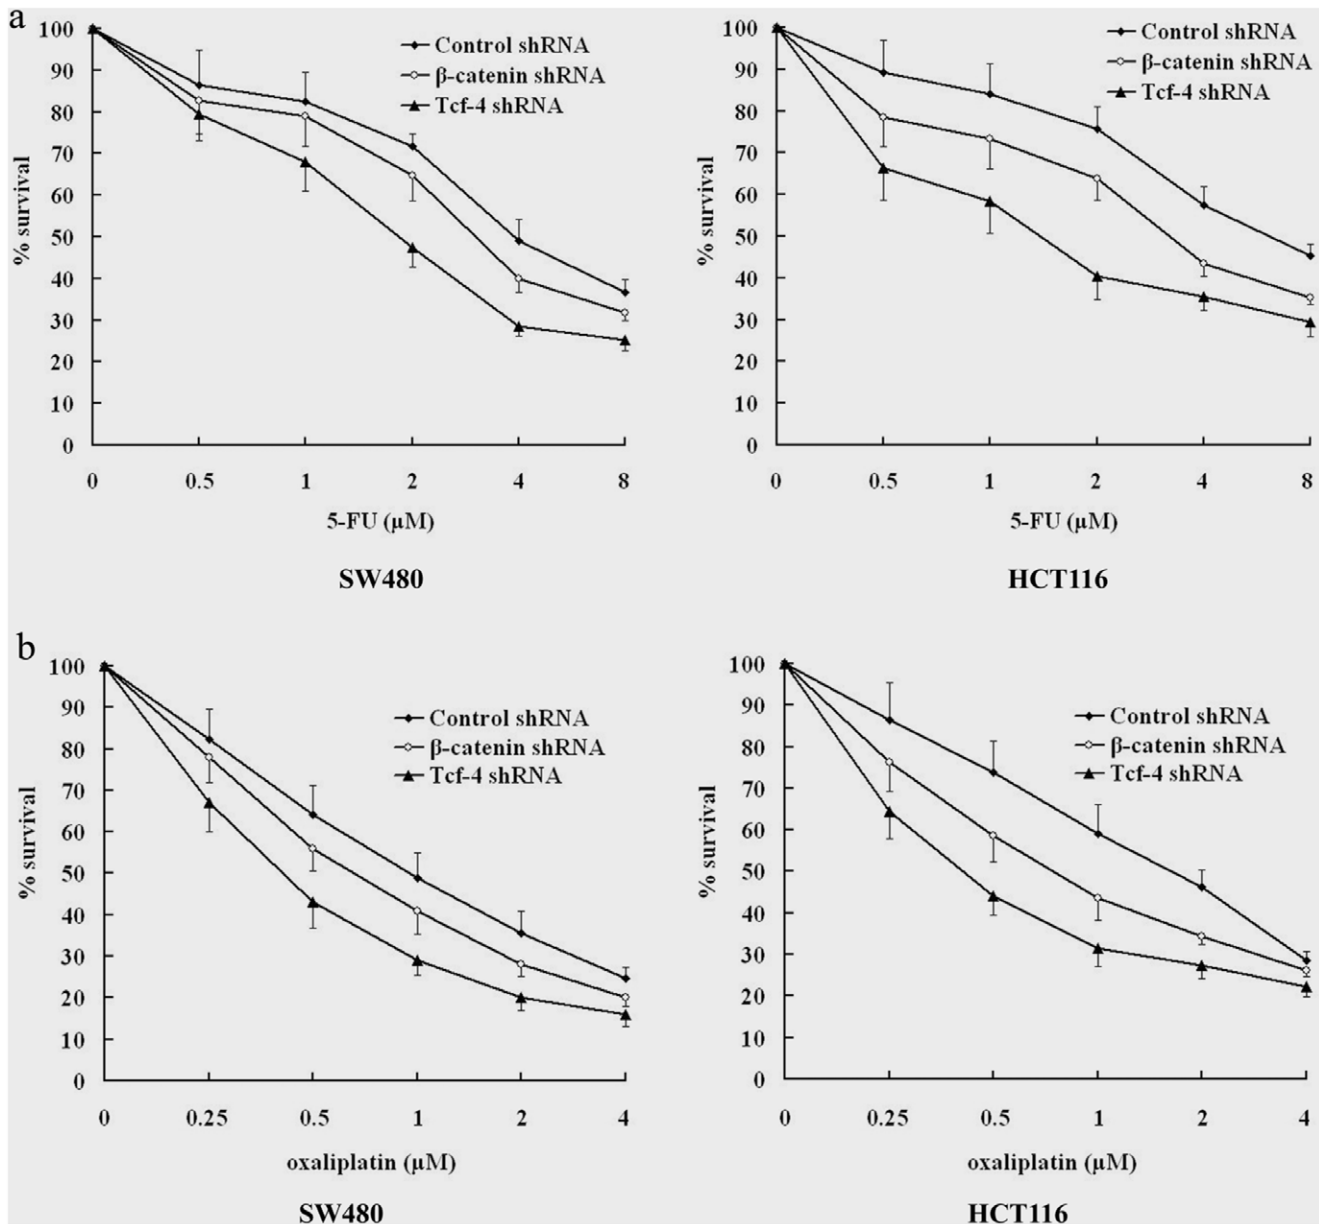 a
100
90
80
70
60
50
40
30
20
10
0
% survival
Control shRNA
β-catenin shRNA
Tcf-4 shRNA
0 0.5 1 2 4 8
5-FU (μM)
SW480
100
90
80
70
60
50
40
30
20
10
0
% survival
Control shRNA
β-catenin shRNA
Tcf-4 shRNA
0 0.5 1 2 4 8
5-FU (μM)
HCT116
b
100
90
80
70
60
50
40
30
20
10
0
% survival
Control shRNA
β-catenin shRNA
Tcf-4 shRNA
0 0.25 0.5 1 2 4
oxaliplatin (μM)
SW480
100
90
80
70
60
50
40
30
20
10
0
% survival
Control shRNA
β-catenin shRNA
Tcf-4 shRNA
0 0.25 0.5 1 2 4
oxaliplatin (μM)
HCT116